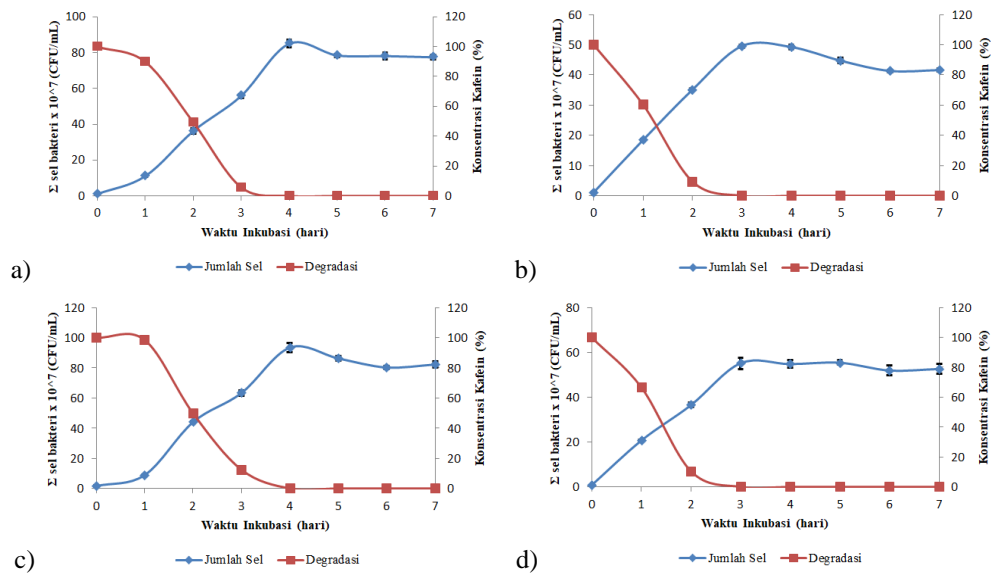 Σ sel bakteri x 10^7 (CFU/mL)
100
80
60
40
20
0
0 1 2 3 4 5 6 7
Waktu Inkubasi (hari)
120
100
80
60
40
20
0
Konsentrasi Kafein (%)
Jumlah Sel Degradasi
a)
Σ sel bakteri x 10^7 (CFU/mL)
60
50
40
30
20
10
0
0 1 2 3 4 5 6 7
Waktu Inkubasi (hari)
120
100
80
60
40
20
0
Konsentrasi Kafein (%)
Jumlah Sel Degradasi
b)
Σ sel bakteri x 10^7 (CFU/mL)
120
100
80
60
40
20
0
0 1 2 3 4 5 6 7
Waktu Inkubasi (hari)
120
100
80
60
40
20
0
Konsentrasi Kafein (%)
Jumlah Sel Degradasi
c)
Σ sel bakteri x 10^7 (CFU/mL)
80
60
40
20
0
0 1 2 3 4 5 6 7
Waktu Inkubasi (hari)
120
100
80
60
40
20
0
Konsentrasi Kafein (%)
Jumlah Sel Degradasi
d)